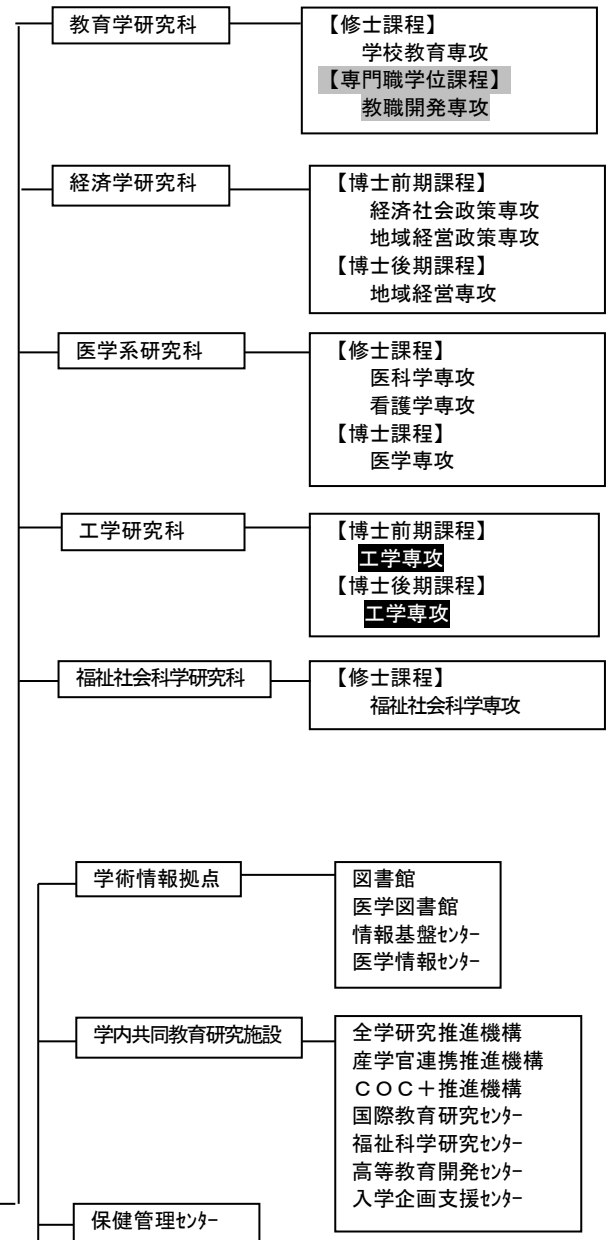 教育学研究科
【修士課程】
学校教育専攻
【専門職学位課程】
教職開発専攻
経済学研究科
【博士前期課程】
経済社会政策専攻
地域経営政策専攻
【博士後期課程】
地域経営専攻
医学系研究科
【修士課程】
医科学専攻
看護学専攻
【博士課程】
医学専攻
工学研究科
【博士前期課程】
工学専攻
【博士後期課程】
工学専攻
福祉社会科学研究科
【修士課程】
福祉社会科学専攻
学術情報拠点
図書館
医学図書館
情報基盤ｾﾝﾀｰ
医学情報ｾﾝﾀｰ
学内共同教育研究施設
全学研究推進機構
産学官連携推進機構
ＣＯＣ＋推進機構
国際教育研究ｾﾝﾀｰ
福祉科学研究ｾﾝﾀｰ
高等教育開発ｾﾝﾀｰ
入学企画支援ｾﾝﾀｰ
保健管理ｾﾝﾀｰ